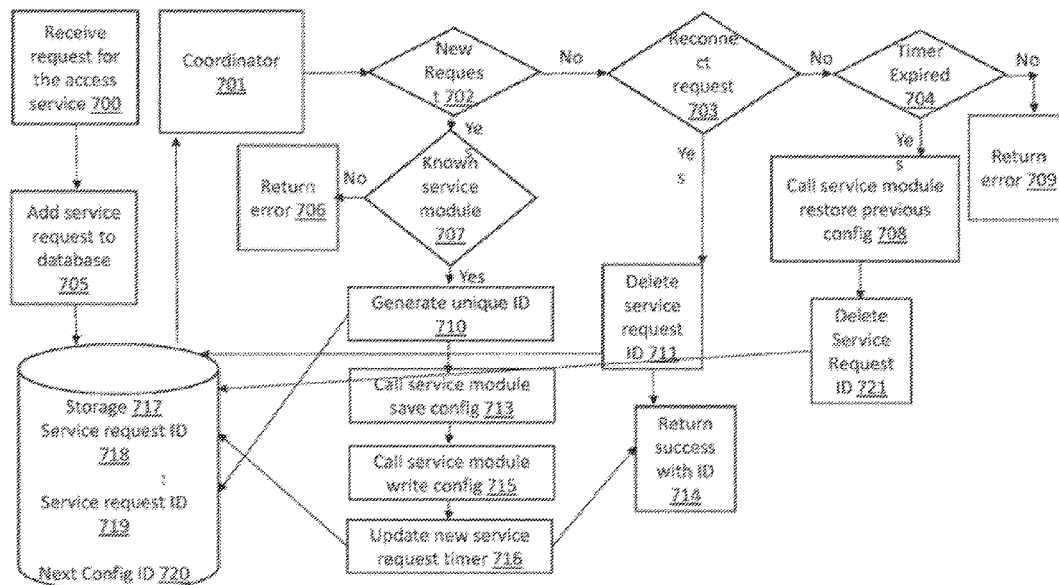 Receive
request for
the access
service 700
Coordinator
701
New
Reques
t 702
No
Reconne
ct
request
703
No
Timer
Expired
704
No
Yes
Yes
Yes
Return
error 709
Add service
request to
database
705
Return
error 706
No
Known
service
module
707
Call service module
restore previous
config 708
Yes
Generate unique ID
710
Delete
service
request
ID 711
Delete
Service
Request
ID 721
Call service module
save config 713
Storage 717
Service request ID
718
:
Service request ID
719
Next Config ID 720
Call service module
write config 715
Update new service
request timer 716
Return
success
with ID
714